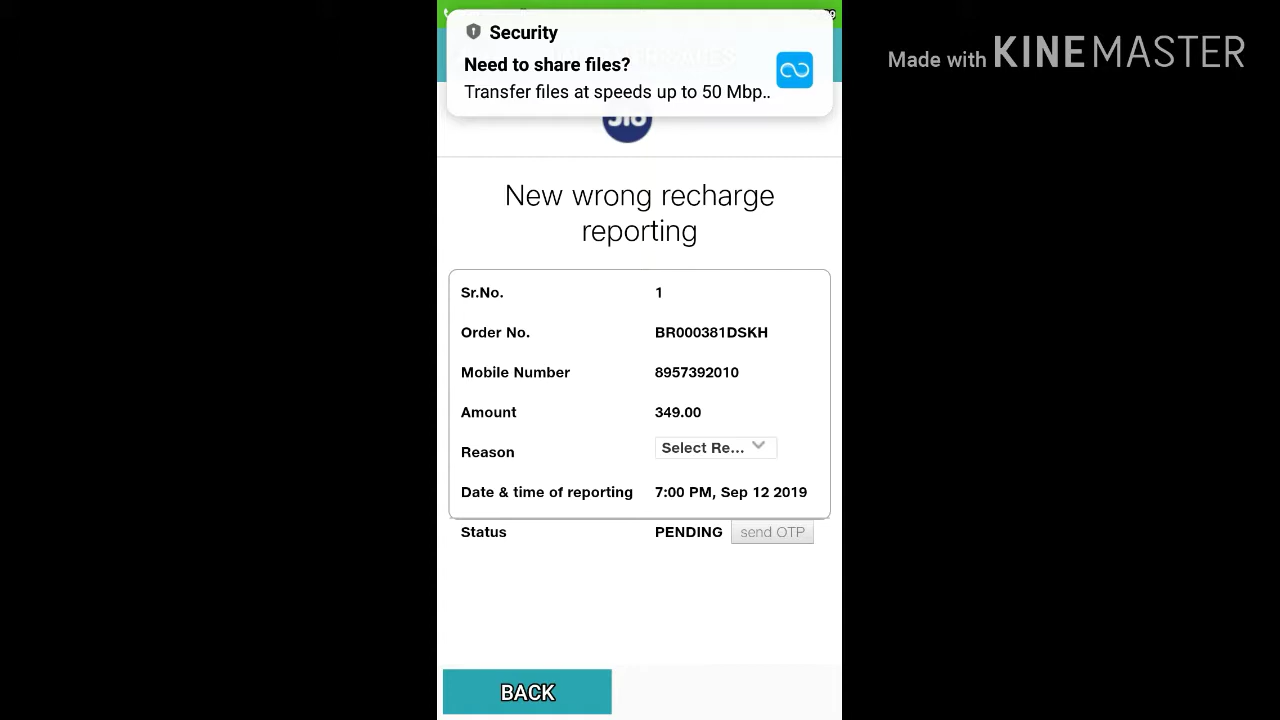 Security
Need to share files?
Transfer files at speeds up to 50 Mbp..
Made with KINEMASTER
Jio
New wrong recharge
reporting
Sr.No. 1
Order No. BR000381DSKH
Mobile Number 8957392010
Amount 349.00
Reason Select Re...
Date & time of reporting 7:00 PM, Sep 12 2019
Status PENDING send OTP
BACK